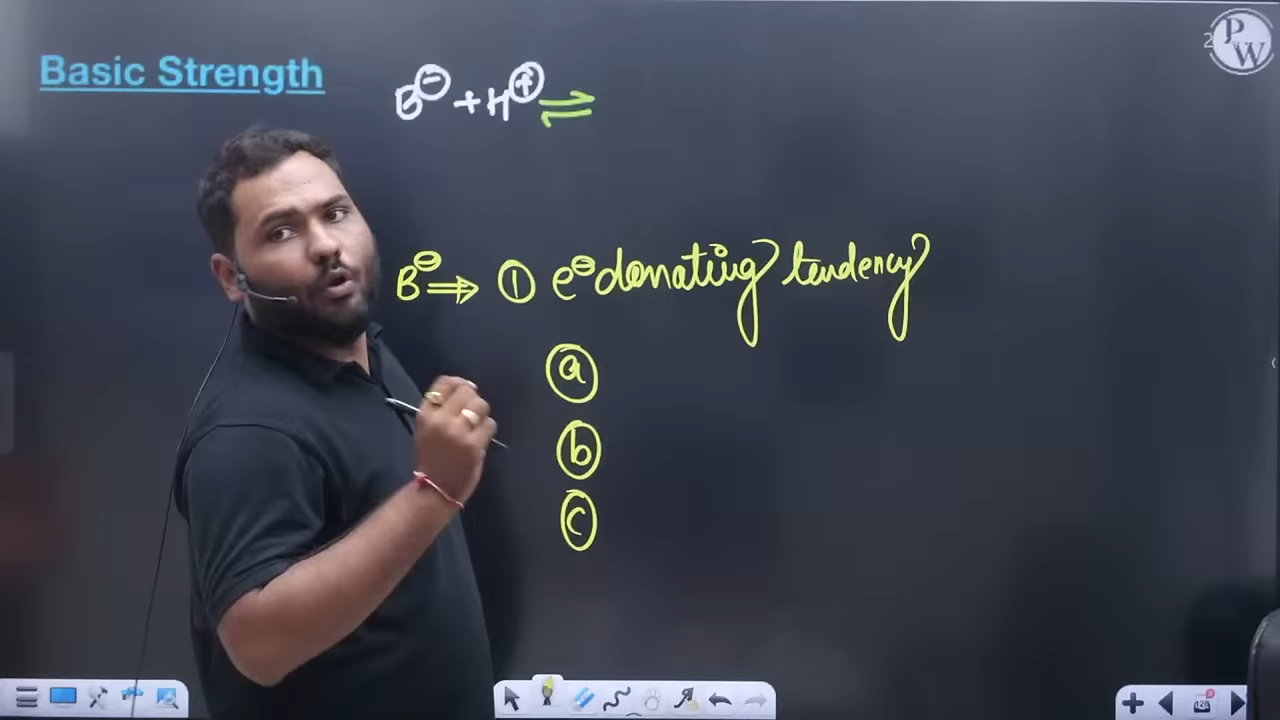 Basic Strength
B⊖ + H⊕ ⇌
PW
B⊖ ⇒ ① e⊖ donating tendency
ⓐ
ⓑ
ⓒ